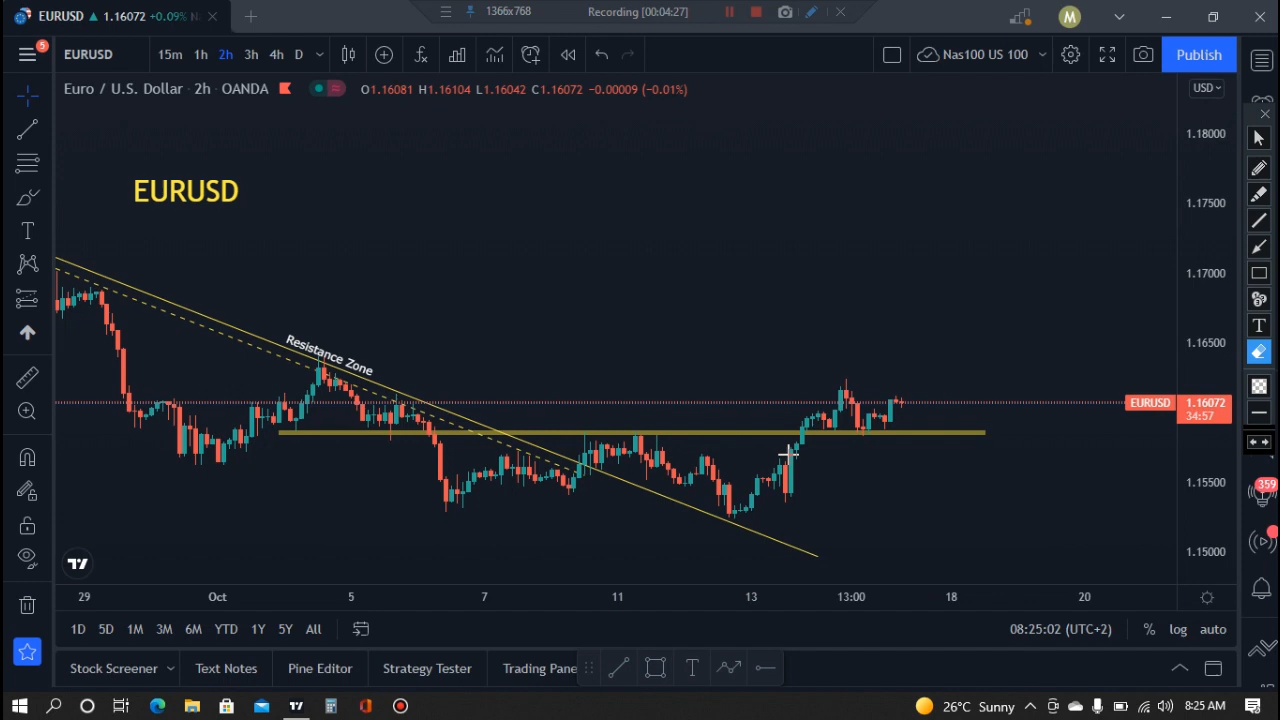 EURUSD ▲ 1.16072 +0.09%
1366x768
Recording [00:04:27]
M
5
EURUSD
15m 1h 2h 3h 4h D
Nas100 US 100
Publish
Euro / U.S. Dollar · 2h · OANDA
O1.16081 H1.16104 L1.16042 C1.16072 −0.00009 (−0.01%)
USD
1.18000
EURUSD
1.17500
1.17000
Resistance Zone
1.16500
EURUSD 1.16072
34:57
1.15500
1.15000
359
29 Oct 5 7 11 13 13:00 18 20
1D 5D 1M 3M 6M YTD 1Y 5Y All
08:25:02 (UTC+2) % log auto
Stock Screener Text Notes Pine Editor Strategy Tester Trading Pane
26°C Sunny
8:25 AM